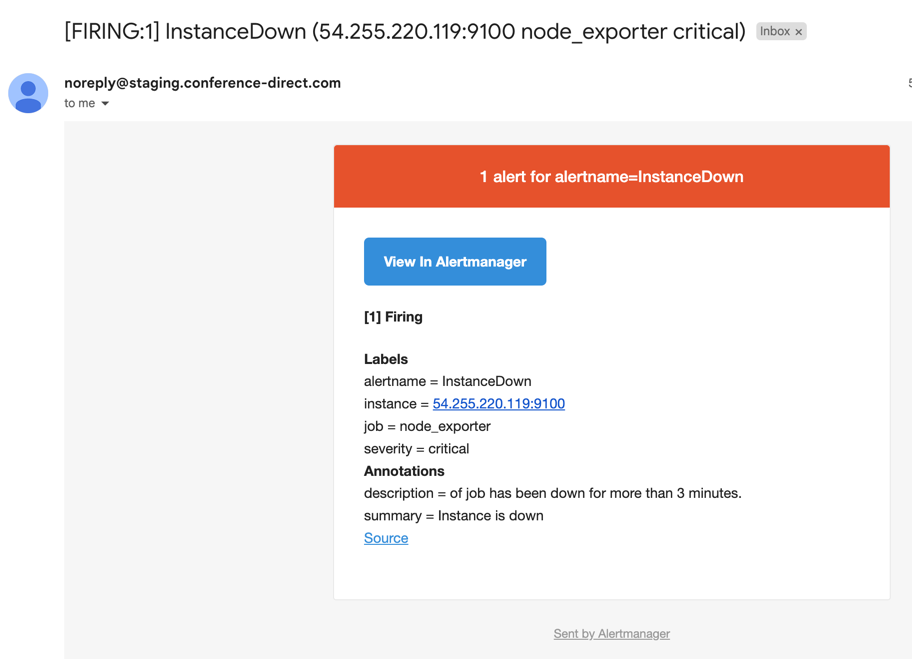 [FIRING:1] InstanceDown (54.255.220.119:9100 node_exporter critical) Inbox ×
noreply@staging.conference-direct.com
to me
1 alert for alertname=InstanceDown
View In Alertmanager
[1] Firing
Labels
alertname = InstanceDown
instance = 54.255.220.119:9100
job = node_exporter
severity = critical
Annotations
description = of job has been down for more than 3 minutes.
summary = Instance is down
Source
Sent by Alertmanager